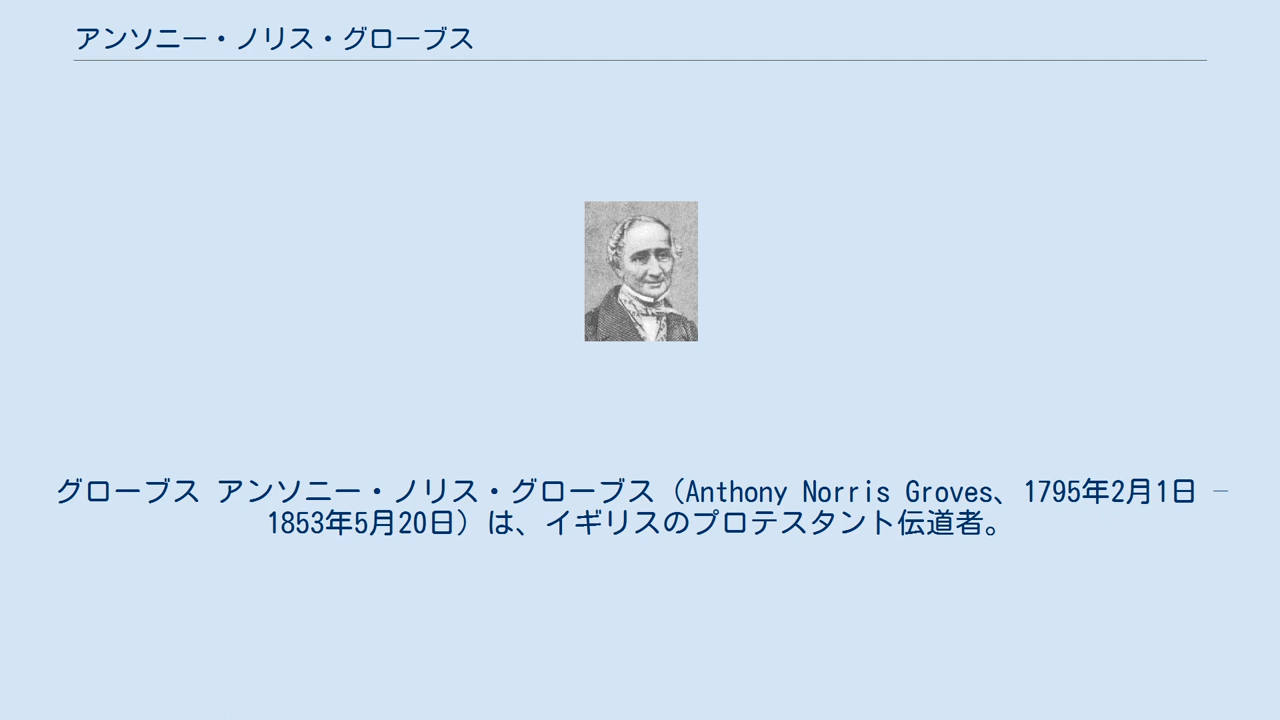 アンソニー・ノリス・グローブス
グローブス アンソニー・ノリス・グローブス（Anthony Norris Groves、1795年2月1日 –
1853年5月20日）は、イギリスのプロテスタント伝道者。